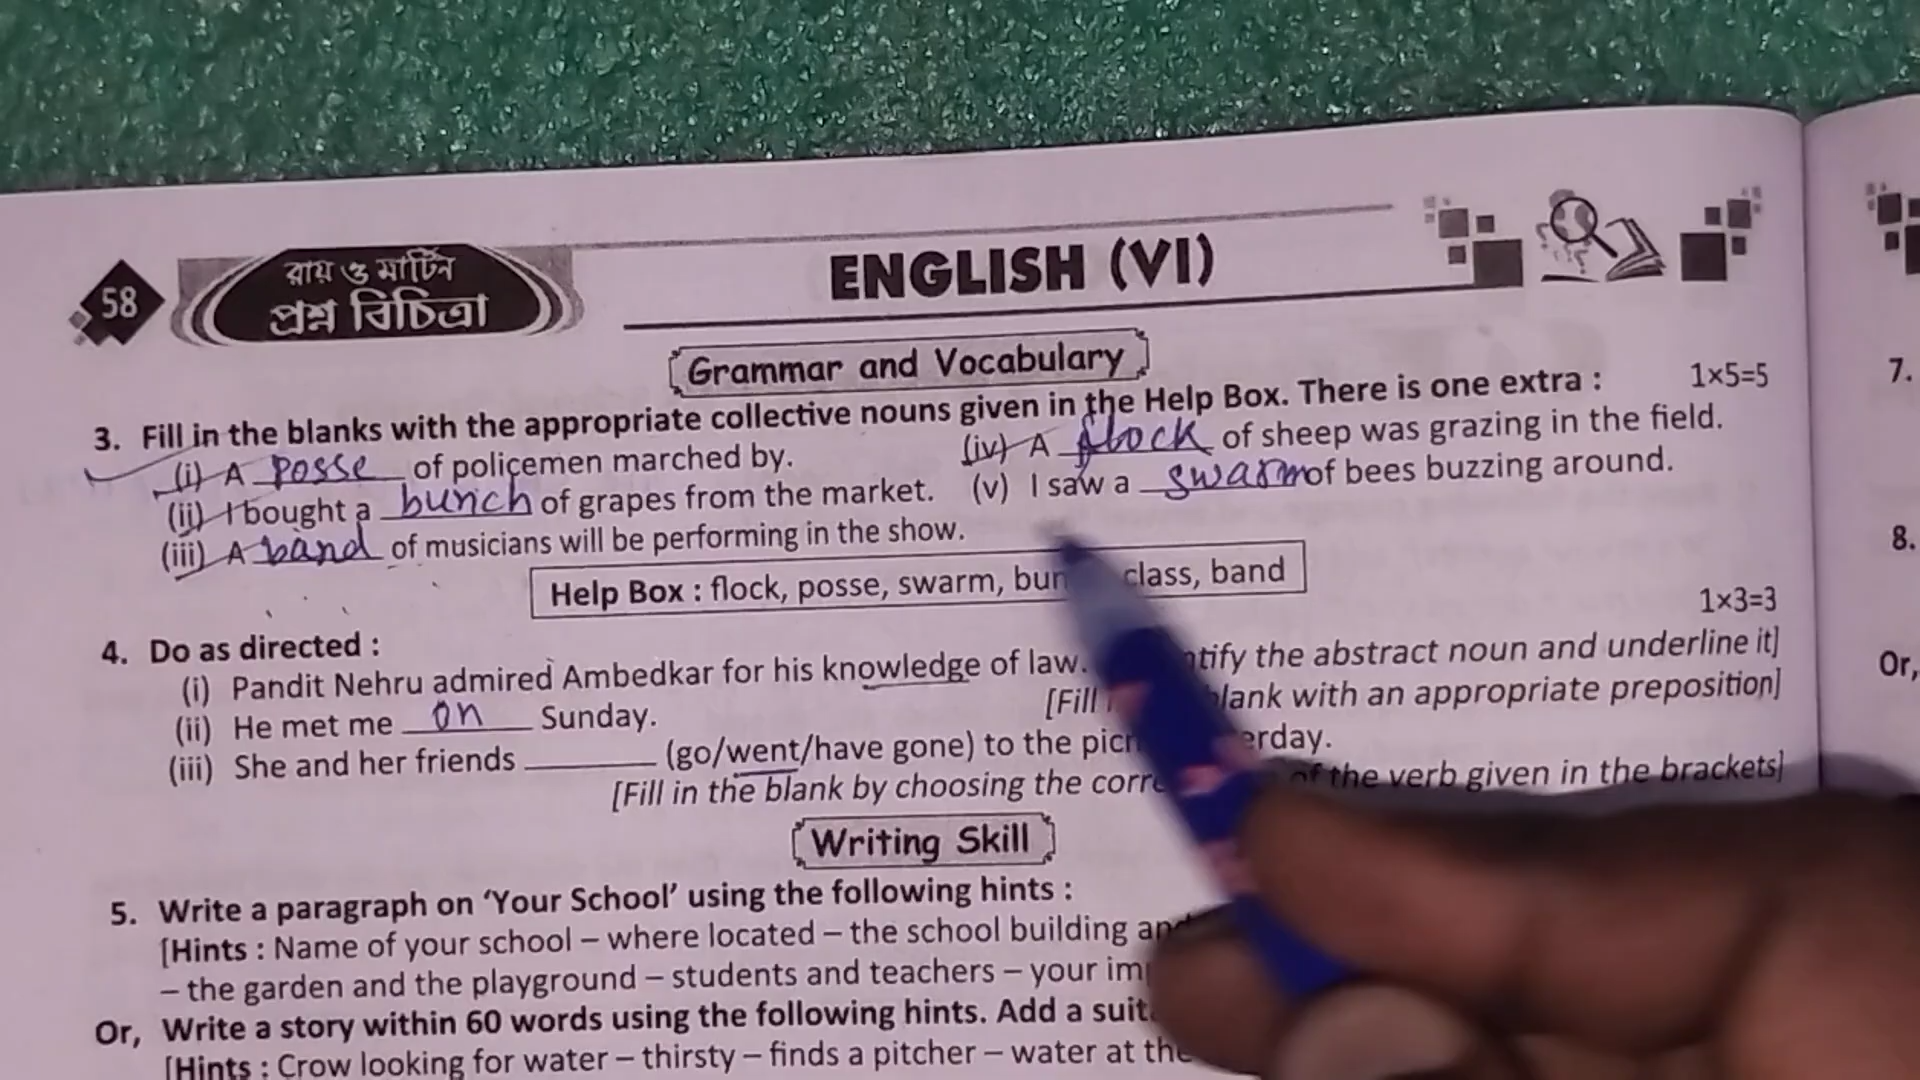 58
রায় ও মার্টিন
প্রশ্ন বিচিত্রা
ENGLISH (VI)
Grammar and Vocabulary
3. Fill in the blanks with the appropriate collective nouns given in the Help Box. There is one extra : 1×5=5
(i) A posse of policemen marched by.
(iv) A flock of sheep was grazing in the field.
(ii) I bought a bunch of grapes from the market.
(v) I saw a swarm of bees buzzing around.
(iii) A band of musicians will be performing in the show.
Help Box : flock, posse, swarm, class, band
4. Do as directed : 1×3=3
(i) Pandit Nehru admired Ambedkar for his knowledge of law. the abstract noun and underline it]
(ii) He met me on Sunday. [Fill blank with an appropriate preposition]
(iii) She and her friends ______ (go/went/have gone) to the
[Fill in the blank by choosing the of the verb given in the brackets]
Writing Skill
5. Write a paragraph on 'Your School' using the following hints :
[Hints : Name of your school – where located – the school building and
– the garden and the playground – students and teachers – your
Or, Write a story within 60 words using the following hints. Add a
[Hints : Crow looking for water – thirsty – finds a pitcher – water at the
7.
8.
Or,